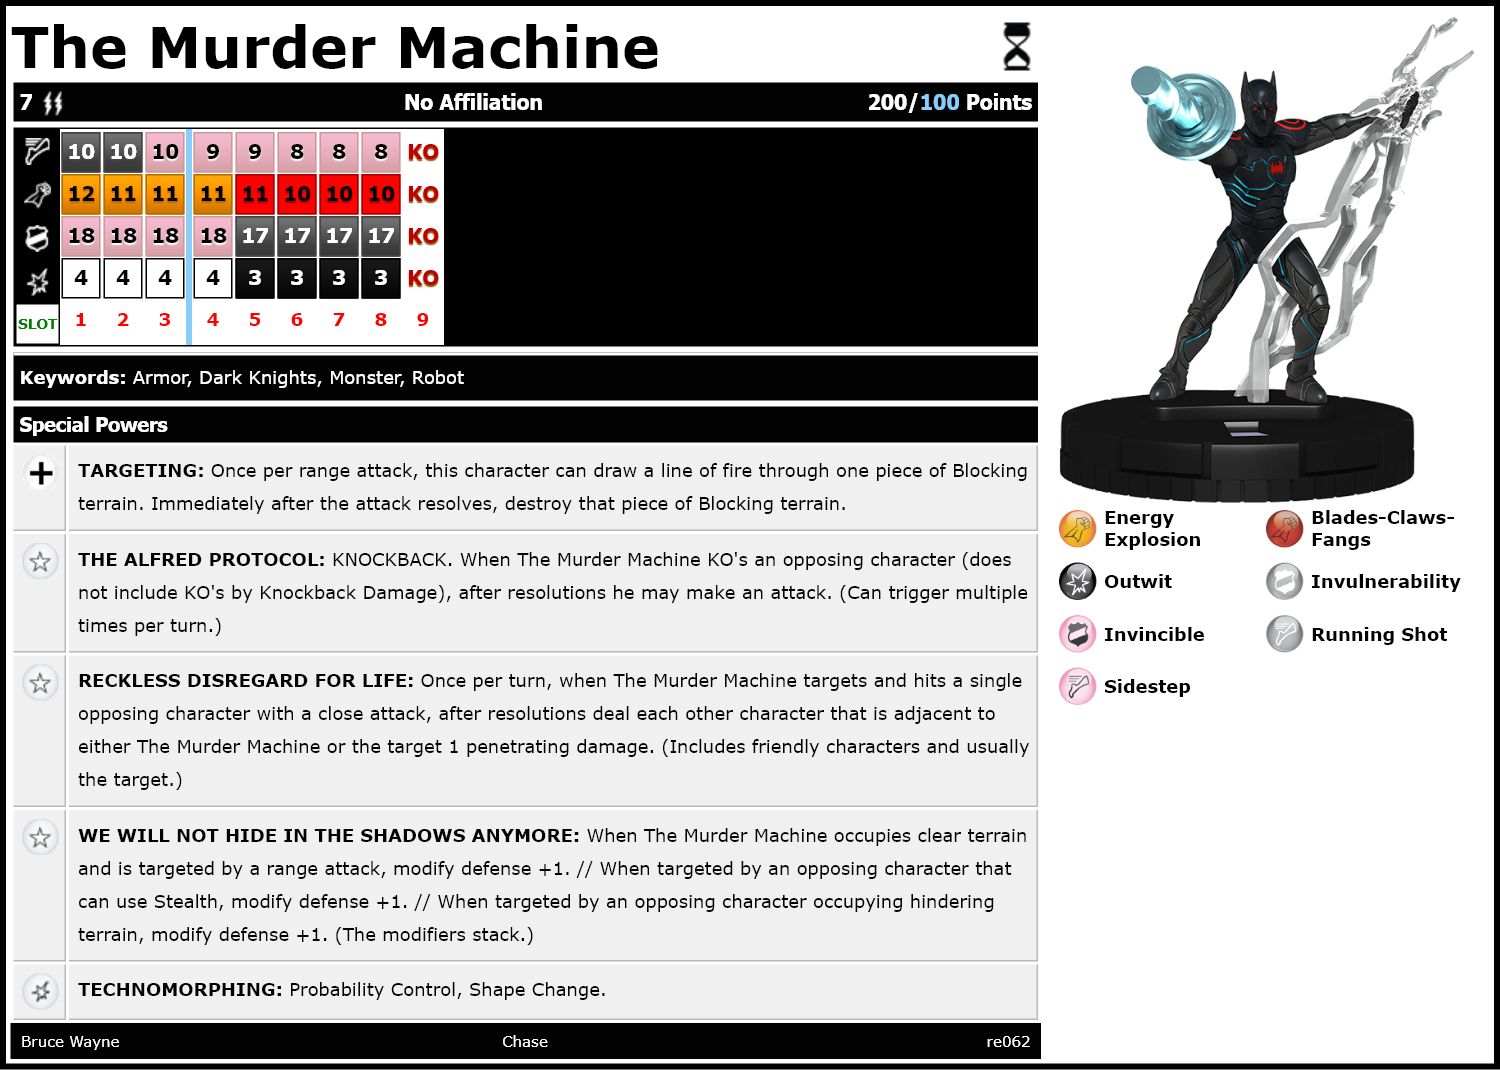 The Murder Machine
7 No Affiliation 200/100 Points
10 10 10 9 9 8 8 8 KO
12 11 11 11 11 10 10 10 KO
18 18 18 18 17 17 17 17 KO
4 4 4 4 3 3 3 3 KO
SLOT 1 2 3 4 5 6 7 8 9
Keywords: Armor, Dark Knights, Monster, Robot
Special Powers
TARGETING: Once per range attack, this character can draw a line of fire through one piece of Blocking
terrain. Immediately after the attack resolves, destroy that piece of Blocking terrain.
THE ALFRED PROTOCOL: KNOCKBACK. When The Murder Machine KO's an opposing character (does
not include KO's by Knockback Damage), after resolutions he may make an attack. (Can trigger multiple
times per turn.)
RECKLESS DISREGARD FOR LIFE: Once per turn, when The Murder Machine targets and hits a single
opposing character with a close attack, after resolutions deal each other character that is adjacent to
either The Murder Machine or the target 1 penetrating damage. (Includes friendly characters and usually
the target.)
WE WILL NOT HIDE IN THE SHADOWS ANYMORE: When The Murder Machine occupies clear terrain
and is targeted by a range attack, modify defense +1. // When targeted by an opposing character that
can use Stealth, modify defense +1. // When targeted by an opposing character occupying hindering
terrain, modify defense +1. (The modifiers stack.)
TECHNOMORPHING: Probability Control, Shape Change.
Bruce Wayne Chase re062
Energy
Explosion
Blades-Claws-
Fangs
Outwit
Invulnerability
Invincible
Running Shot
Sidestep